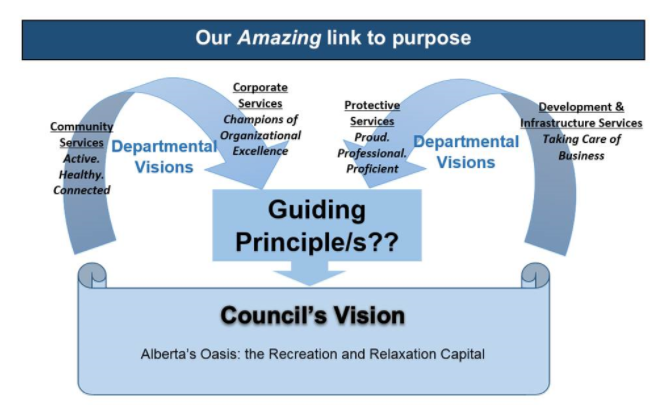 Our Amazing link to purpose
Community
Services
Active.
Healthy.
Connected
Departmental
Visions
Corporate
Services
Champions of
Organizational
Excellence
Protective
Services
Proud.
Professional.
Proficient
Departmental
Visions
Development &
Infrastructure Services
Taking Care of
Business
Guiding
Principle/s??
Council's Vision
Alberta's Oasis: the Recreation and Relaxation Capital